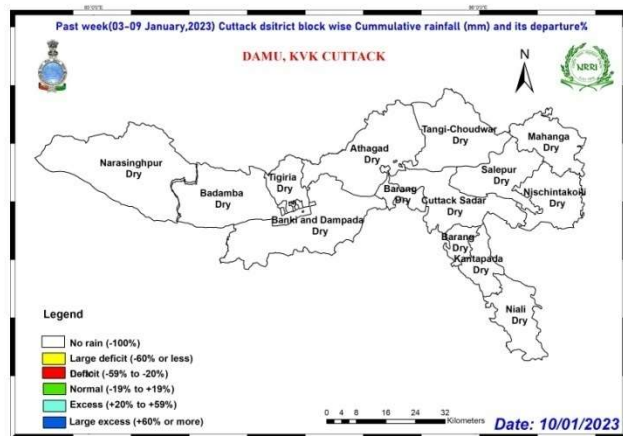 Past week(03-09 January,2023) Cuttack dsitrict block wise Cummulative rainfall (mm) and its departure%
DAMU, KVK CUTTACK
N
NRRI
Tangi-Choudwar
Dry
Mahanga
Dry
Athagad
Dry
Narasinghpur
Dry
Salepur
Dry
Tigiria
Dry
Badamba
Dry
Barang
Dry
Nischintakoili
Dry
Cuttack Sadar
Dry
Banki and Dampada
Dry
Barang
Dry
Kantapada
Dry
Niali
Dry
Legend
No rain (-100%)
Large deficit (-60% or less)
Deficit (-59% to -20%)
Normal (-19% to +19%)
Excess (+20% to +59%)
Large excess (+60% or more)
0 4 8 16 24 32
Kilometers
Date: 10/01/2023